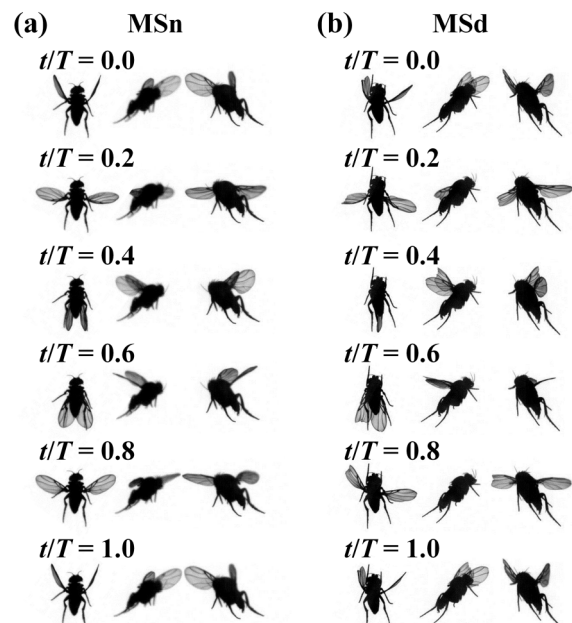 (a) MSn
t/T = 0.0
t/T = 0.2
t/T = 0.4
t/T = 0.6
t/T = 0.8
t/T = 1.0
(b) MSd
t/T = 0.0
t/T = 0.2
t/T = 0.4
t/T = 0.6
t/T = 0.8
t/T = 1.0